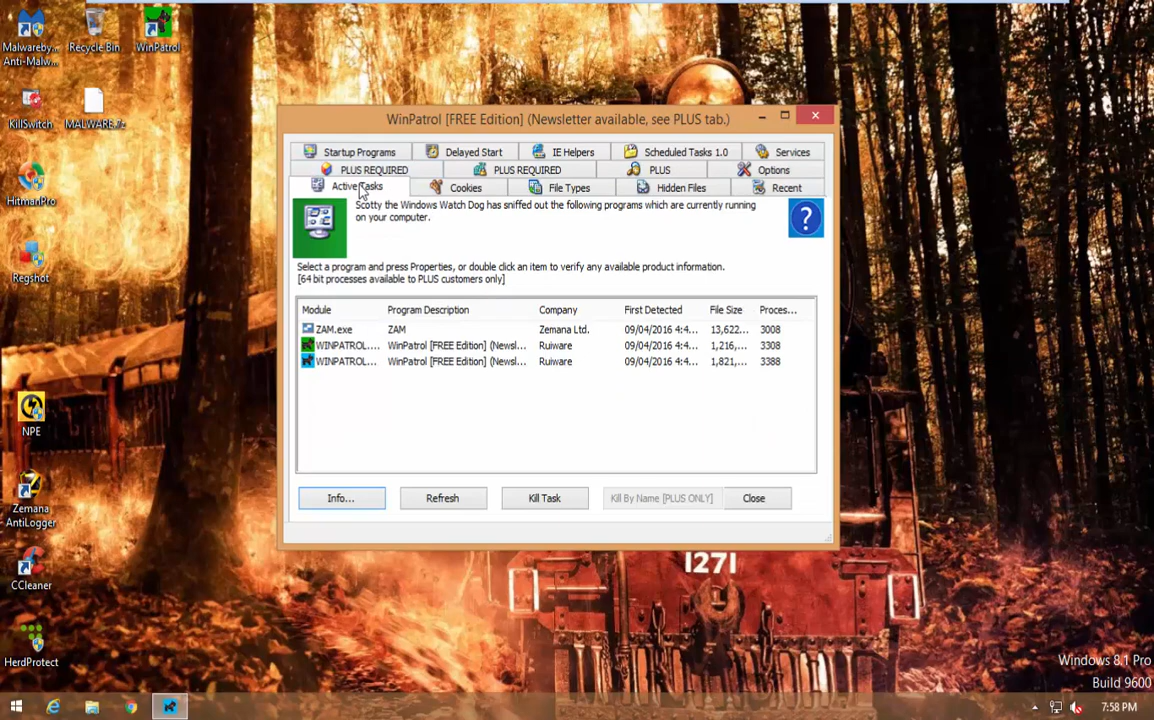 Malwareby...
Anti-Malw...
Recycle Bin
WinPatrol
KillSwitch
MALWARE.7z
HitmanPro
Regshot
NPE
Zemana
AntiLogger
CCleaner
HerdProtect
WinPatrol [FREE Edition] (Newsletter available, see PLUS tab.)
Startup Programs Delayed Start IE Helpers Scheduled Tasks 1.0 Services
PLUS REQUIRED PLUS REQUIRED PLUS Options
Active Tasks Cookies File Types Hidden Files Recent
Scotty the Windows Watch Dog has sniffed out the following programs which are currently running
on your computer.
?
Select a program and press Properties, or double click an item to verify any available product information.
[64 bit processes available to PLUS customers only]
Module Program Description Company First Detected File Size Proces...
ZAM.exe ZAM Zemana Ltd. 09/04/2016 4:4... 13,622... 3008
WINPATROL.... WinPatrol [FREE Edition] (Newsl... Ruiware 09/04/2016 4:4... 1,216,... 3308
WINPATROL... WinPatrol [FREE Edition] (Newsl... Ruiware 09/04/2016 4:4... 1,821,... 3388
Info... Refresh Kill Task Kill By Name [PLUS ONLY] Close
1271
Windows 8.1 Pro
Build 9600
7:58 PM